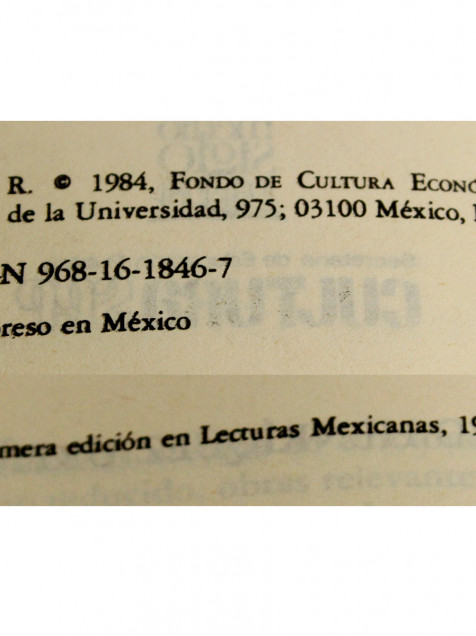 R. © 1984, FONDO DE CULTURA ECONÓ
de la Universidad, 975; 03100 México,
N 968-16-1846-7
reso en México
mera edición en Lecturas Mexicanas, 19